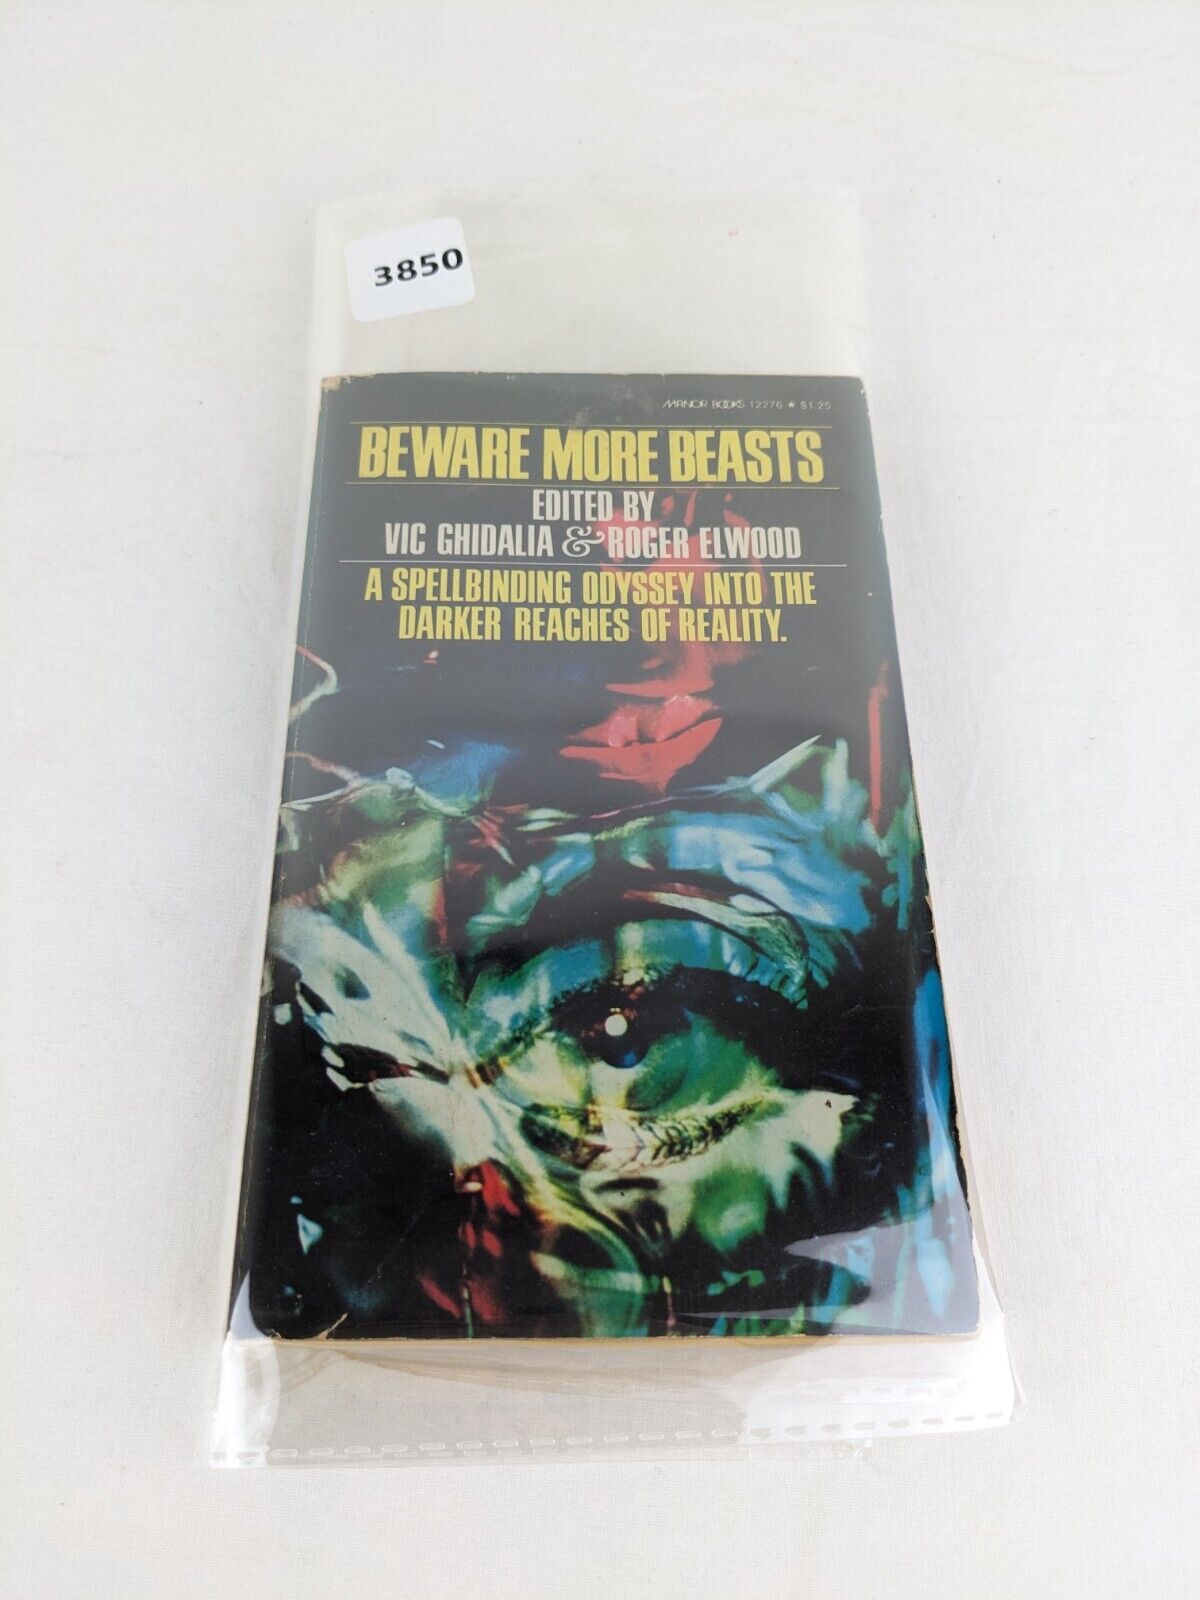 3850
MANOR BOOKS 12276 ★ $1.25
BEWARE MORE BEASTS
EDITED BY
VIC GHIDALIA & ROGER ELWOOD
A SPELLBINDING ODYSSEY INTO THE
DARKER REACHES OF REALITY.